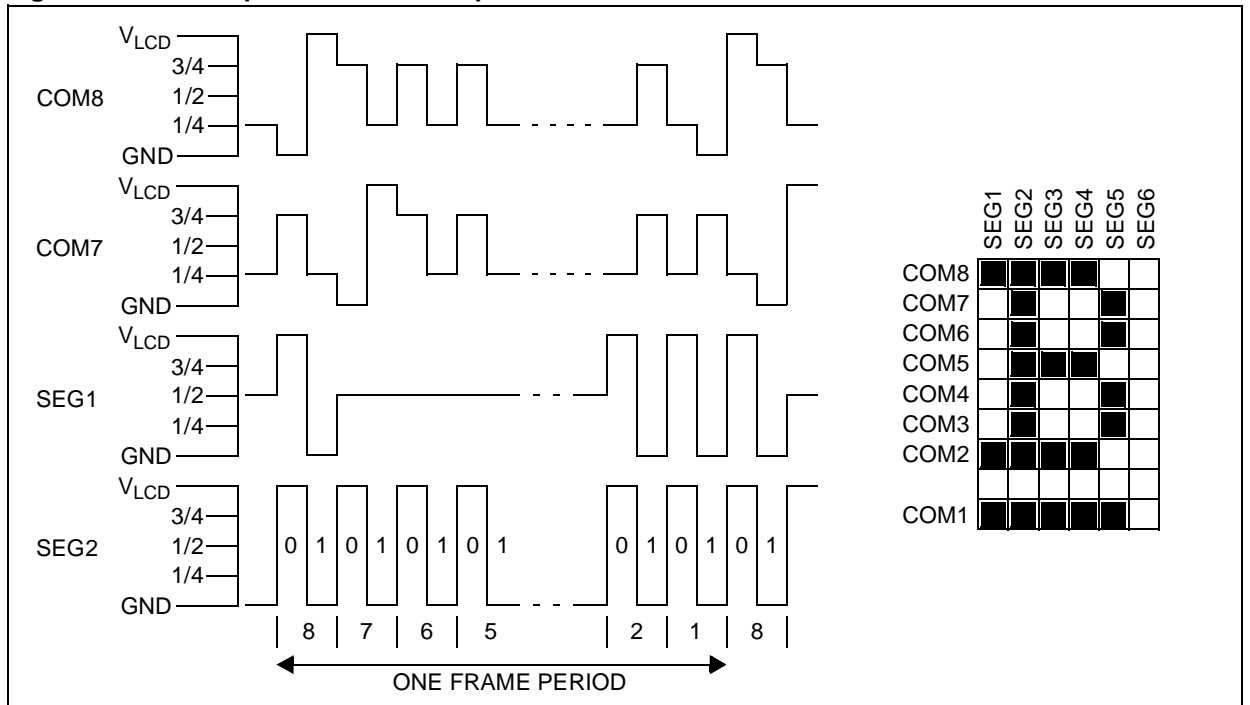 VLCD
3/4
COM8
1/2
1/4
GND
VLCD
3/4
COM7
1/2
1/4
GND
VLCD
3/4
SEG1
1/2
1/4
GND
VLCD
3/4
SEG2
1/2
1/4
GND
0 1 0 1 0 1 0 1 0 1 0 1 0 1
8 7 6 5 2 1 8
ONE FRAME PERIOD
SEG1
SEG2
SEG3
SEG4
SEG5
SEG6
COM8
COM7
COM6
COM5
COM4
COM3
COM2
COM1